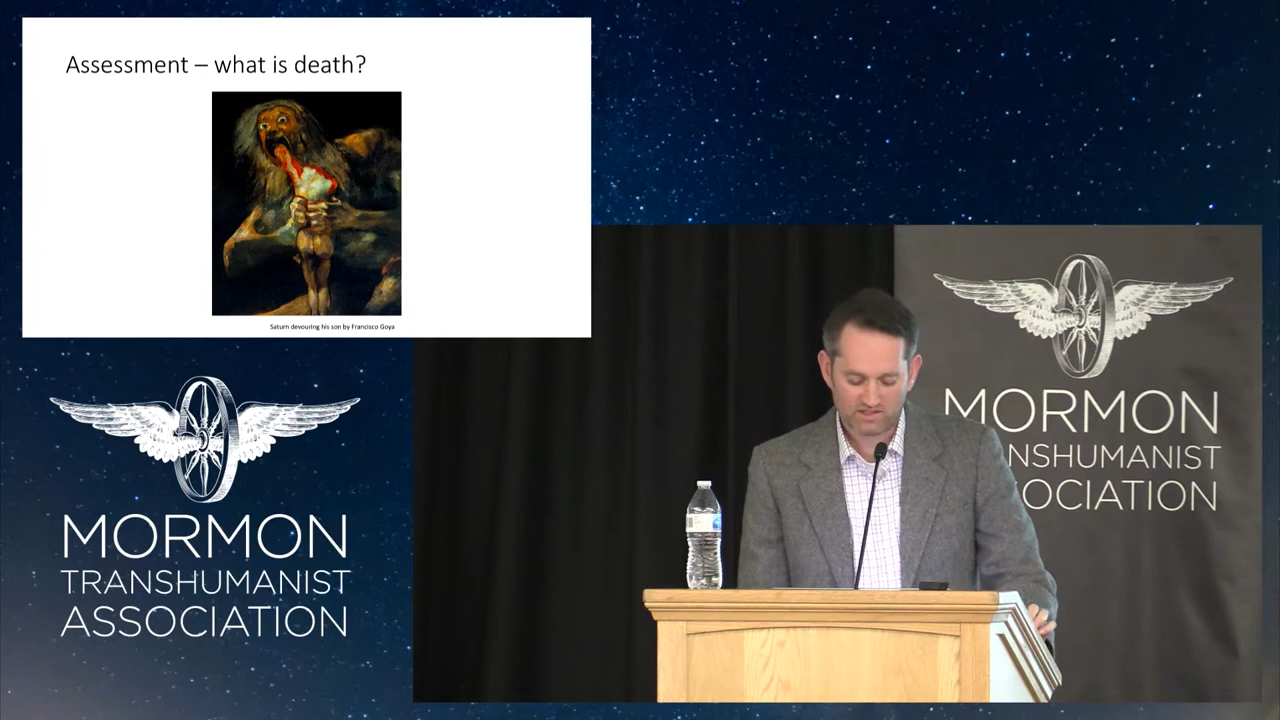 Assessment – what is death?
Saturn devouring his son by Francisco Goya
MORMON
TRANSHUMANIST
ASSOCIATION
MORMON
NSHUMANIST
OCIATION